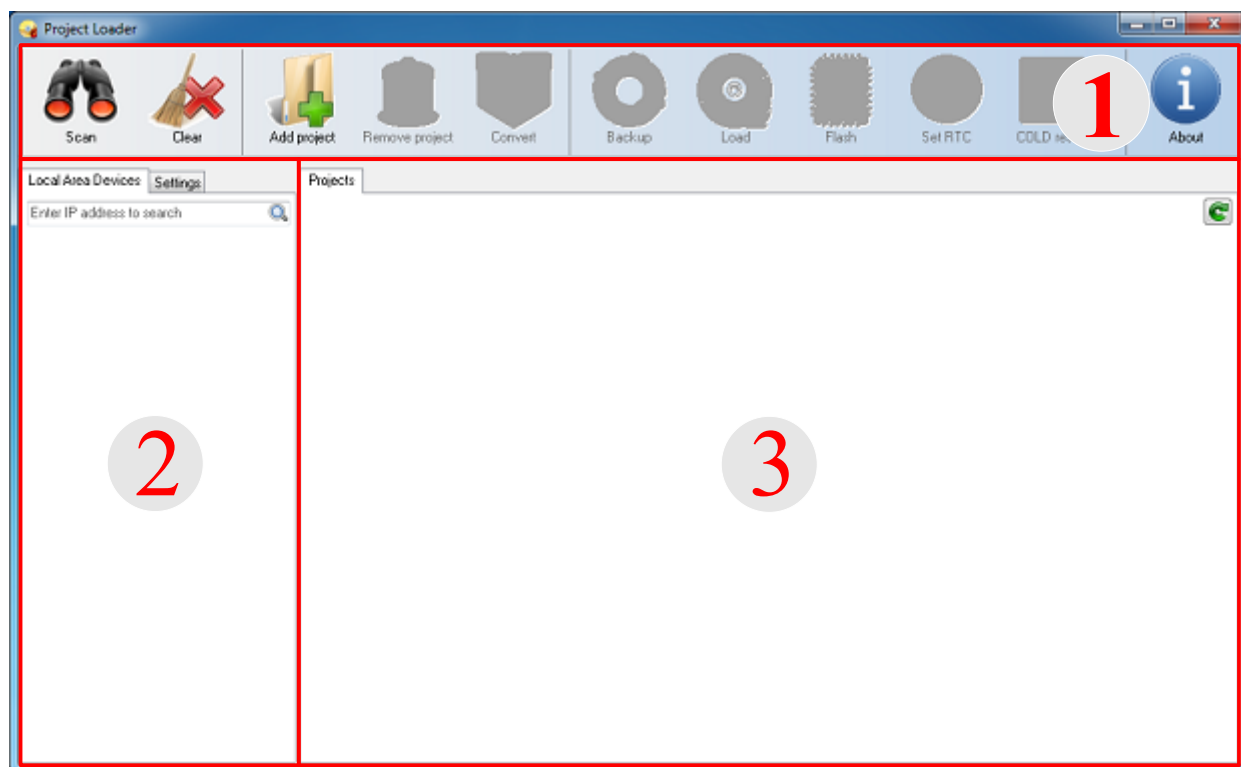 Project Loader
Scan Clear Add project Remove project Convert Backup Load Flash Set RTC COLD 1 About
Local Area Devices Settings Projects
Enter IP address to search
2 3